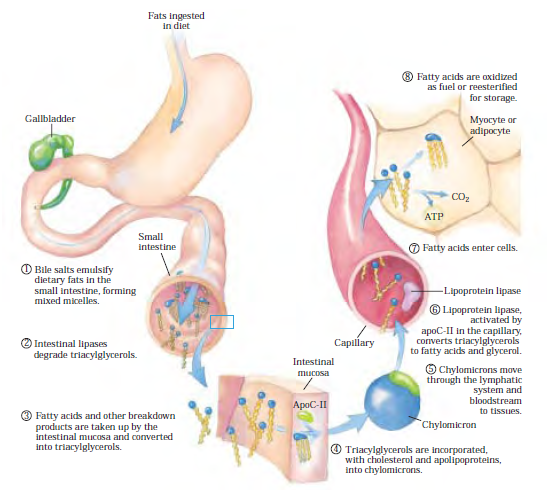 Fats ingested
in diet
Gallbladder
Small
intestine
① Bile salts emulsify
dietary fats in the
small intestine, forming
mixed micelles.
② Intestinal lipases
degrade triacylglycerols.
③ Fatty acids and other breakdown
products are taken up by the
intestinal mucosa and converted
into triacylglycerols.
Intestinal
mucosa
ApoC-II
④ Triacylglycerols are incorporated,
with cholesterol and apolipoproteins,
into chylomicrons.
Chylomicron
⑤ Chylomicrons move
through the lymphatic
system and
bloodstream
to tissues.
Capillary
Lipoprotein lipase
⑥ Lipoprotein lipase,
activated by
apoC-II in the capillary,
converts triacylglycerols
to fatty acids and glycerol.
⑦ Fatty acids enter cells.
⑧ Fatty acids are oxidized
as fuel or reesterified
for storage.
Myocyte or
adipocyte
CO₂
ATP